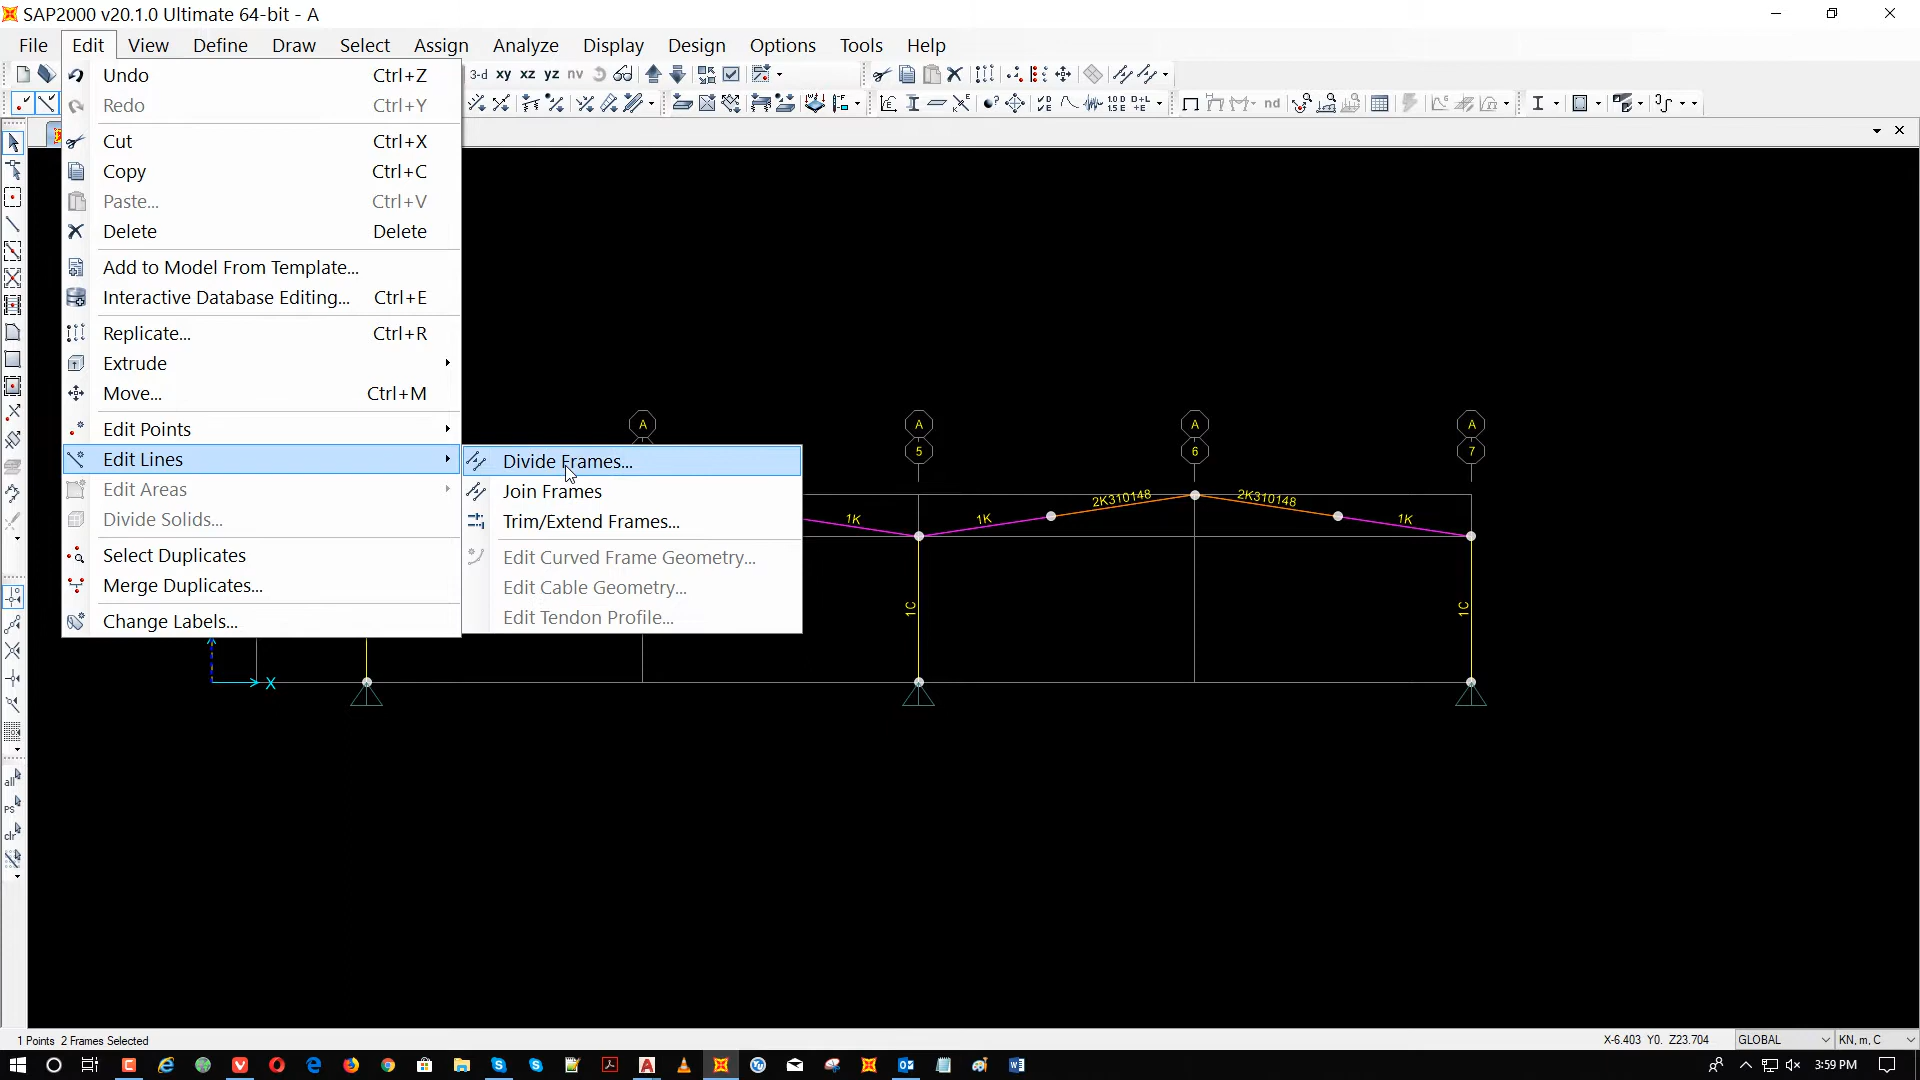 SAP2000 v20.1.0 Ultimate 64-bit - A
File Edit View Define Draw Select Assign Analyze Display Design Options Tools Help
3-d xy xz yz nv
nd
Undo Ctrl+Z
Redo Ctrl+Y
Cut Ctrl+X
Copy Ctrl+C
Paste... Ctrl+V
Delete Delete
Add to Model From Template...
Interactive Database Editing... Ctrl+E
Replicate... Ctrl+R
Extrude
Move... Ctrl+M
Edit Points
Edit Lines
Edit Areas
Divide Solids...
Select Duplicates
Merge Duplicates...
Change Labels...
Divide Frames...
Join Frames
Trim/Extend Frames...
Edit Curved Frame Geometry...
Edit Cable Geometry...
Edit Tendon Profile...
A A A A
5 6 7
1K 1K 2K310148 2K310148 1K
1C 1C
X
all
ps
clr
1 Points 2 Frames Selected
X-6.403 Y0. Z23.704 GLOBAL KN, m, C
3:59 PM